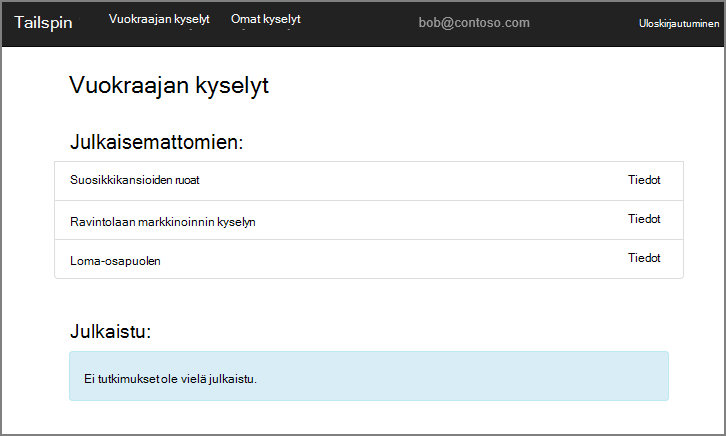 Tailspin Vuokraajan kyselyt Omat kyselyt bob@contoso.com Uloskirjautuminen
Vuokraajan kyselyt
Julkaisemattomien:
Suosikkikansioiden ruoat Tiedot
Ravintolaan markkinoinnin kyselyn Tiedot
Loma-osapuolen Tiedot
Julkaistu:
Ei tutkimukset ole vielä julkaistu.